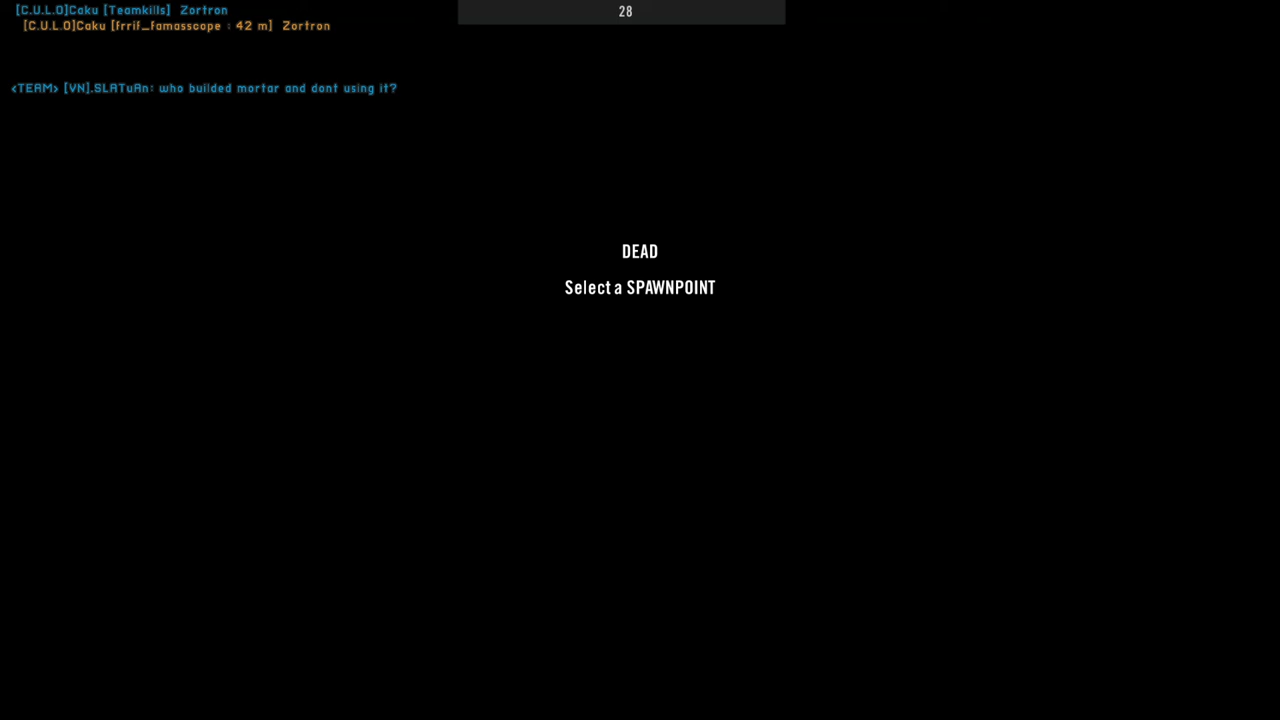 [C.U.L.O]Caku [Teamkills] Zortron
[C.U.L.O]Caku [frrif_famasscope : 42 m] Zortron
28
<TEAM> [VN].SLATuAn: who builded mortar and dont using it?
DEAD
Select a SPAWNPOINT